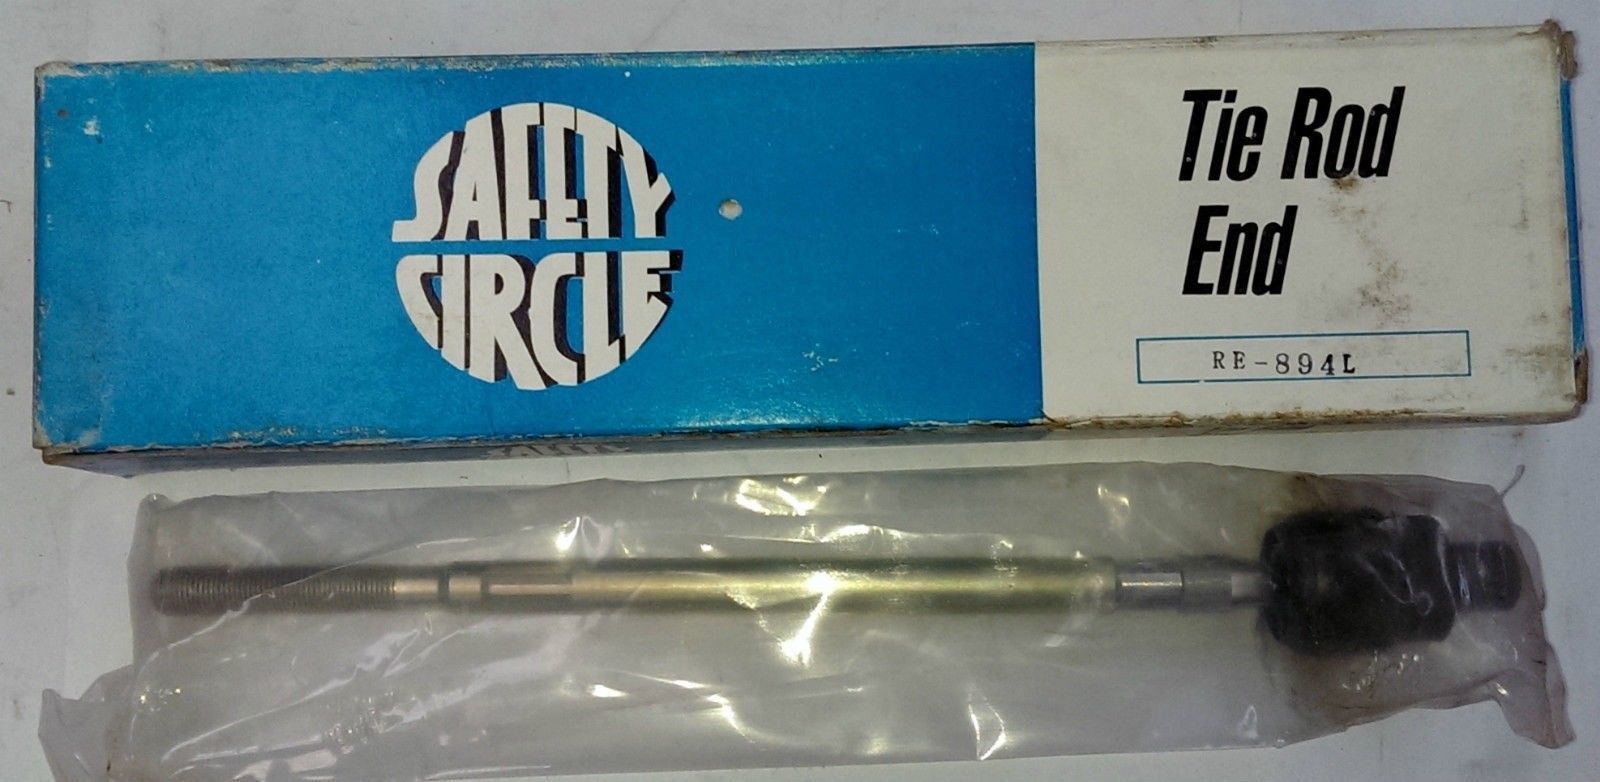 SAFETY
CIRCLE
Tie Rod
End
RE-894L